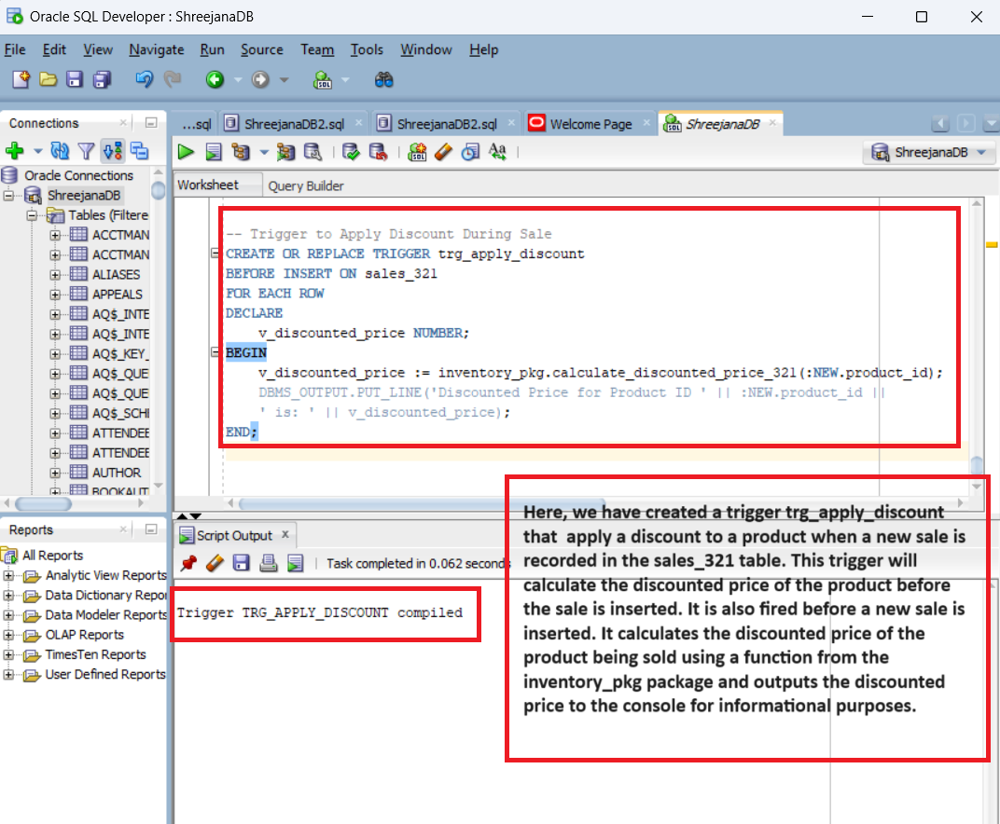 Oracle SQL Developer : ShreejanaDB
File Edit View Navigate Run Source Team Tools Window Help
Connections
...sql
ShreejanaDB2.sql
ShreejanaDB2.sql
Welcome Page
ShreejanaDB
ShreejanaDB
Oracle Connections
ShreejanaDB
Tables (Filtere
ACCTMAN
ACCTMAN
ALIASES
APPEALS
AQ$_INTE
AQ$_INTE
AQ$_KEY_
AQ$_QUE
AQ$_QUE
AQ$_SCHE
ATTENDEE
ATTENDEE
AUTHOR
BOOKAUT
Worksheet Query Builder
-- Trigger to Apply Discount During Sale
CREATE OR REPLACE TRIGGER trg_apply_discount
BEFORE INSERT ON sales_321
FOR EACH ROW
DECLARE
v_discounted_price NUMBER;
BEGIN
v_discounted_price := inventory_pkg.calculate_discounted_price_321(:NEW.product_id);
DBMS_OUTPUT.PUT_LINE('Discounted Price for Product ID ' || :NEW.product_id ||
' is: ' || v_discounted_price);
END;
Reports
All Reports
Analytic View Reports
Data Dictionary Repor
Data Modeler Reports
OLAP Reports
TimesTen Reports
User Defined Reports
Script Output
Task completed in 0.062 seconds
Trigger TRG_APPLY_DISCOUNT compiled
Here, we have created a trigger trg_apply_discount
that apply a discount to a product when a new sale is
recorded in the sales_321 table. This trigger will
calculate the discounted price of the product before
the sale is inserted. It is also fired before a new sale is
inserted. It calculates the discounted price of the
product being sold using a function from the
inventory_pkg package and outputs the discounted
price to the console for informational purposes.